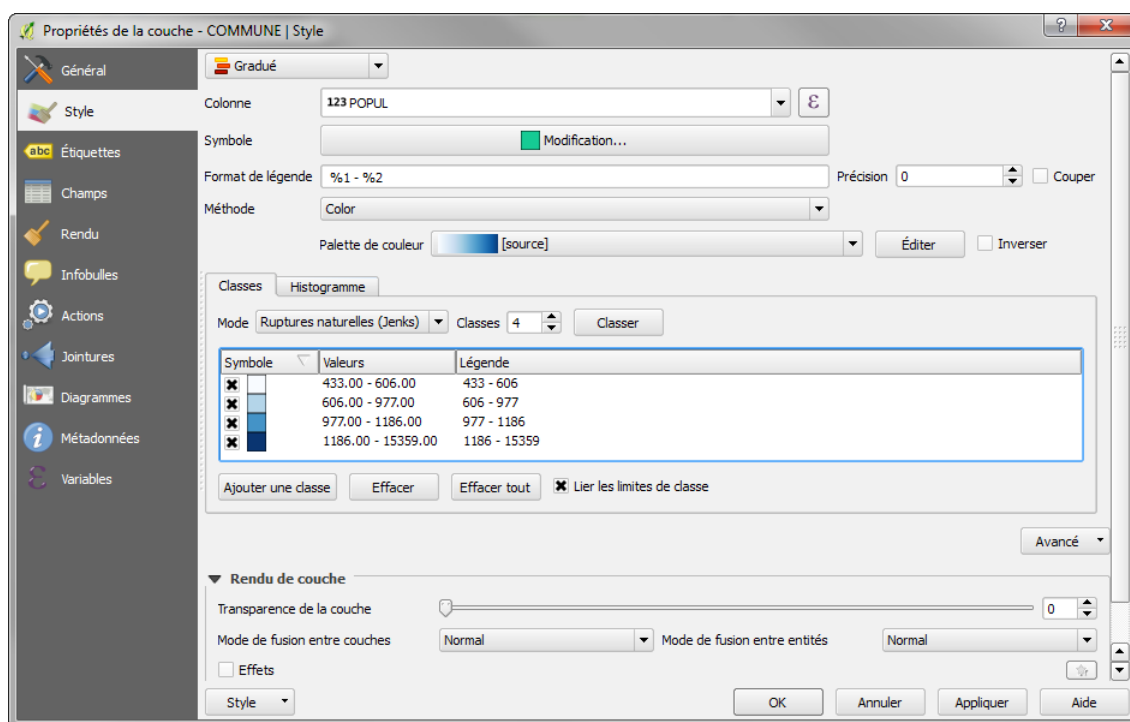 Propriétés de la couche - COMMUNE | Style
Général
Style
abc Étiquettes
Champs
Rendu
Infobulles
Actions
Jointures
Diagrammes
Métadonnées
Variables
Gradué
Colonne 123 POPUL ε
Symbole Modification...
Format de légende %1 - %2 Précision 0 Couper
Méthode Color
Palette de couleur [source] Éditer Inverser
Classes Histogramme
Mode Ruptures naturelles (Jenks) Classes 4 Classer
Symbole Valeurs Légende
433.00 - 606.00 433 - 606
606.00 - 977.00 606 - 977
977.00 - 1186.00 977 - 1186
1186.00 - 15359.00 1186 - 15359
Ajouter une classe Effacer Effacer tout Lier les limites de classe
Avancé
Rendu de couche
Transparence de la couche 0
Mode de fusion entre couches Normal Mode de fusion entre entités Normal
Effets
Style OK Annuler Appliquer Aide